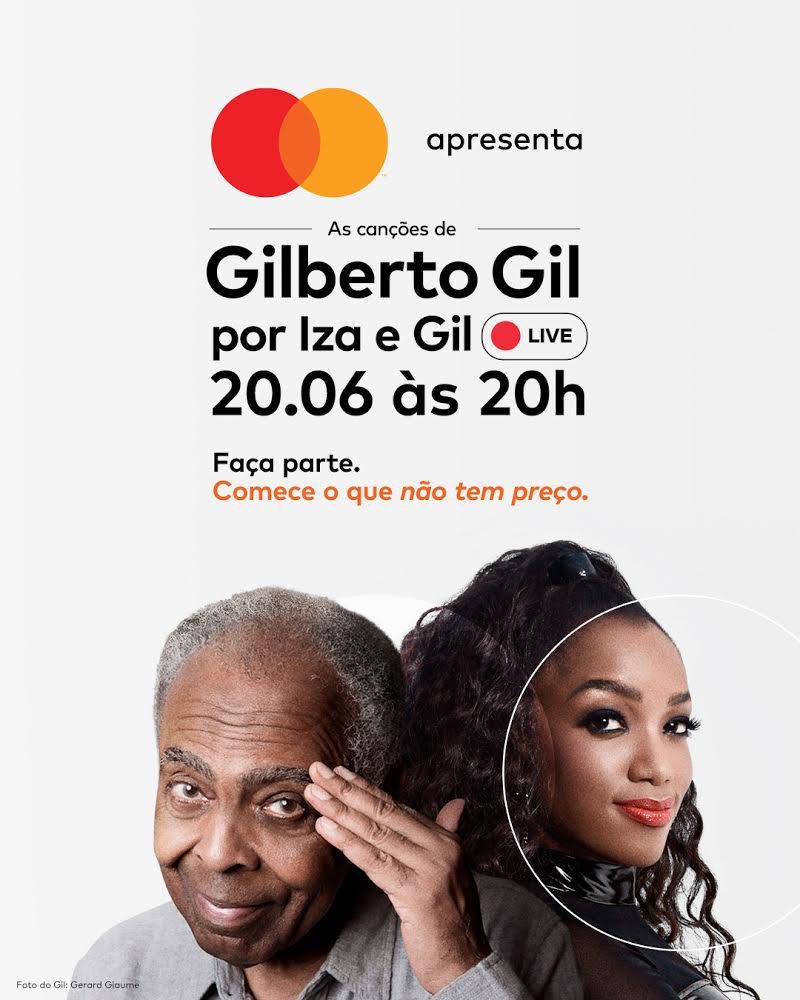 apresenta
As canções de
Gilberto Gil
por Iza e Gil LIVE
20.06 às 20h
Faça parte.
Comece o que não tem preço.
Foto do Gil: Gerard Giaume